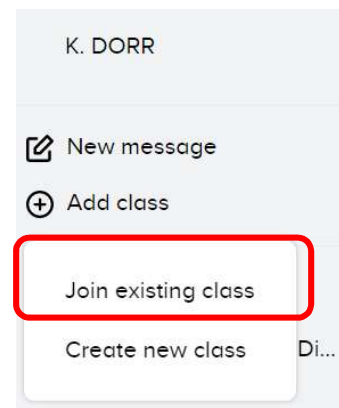 K. DORR
New message
Add class
Join existing class
Create new class Di...